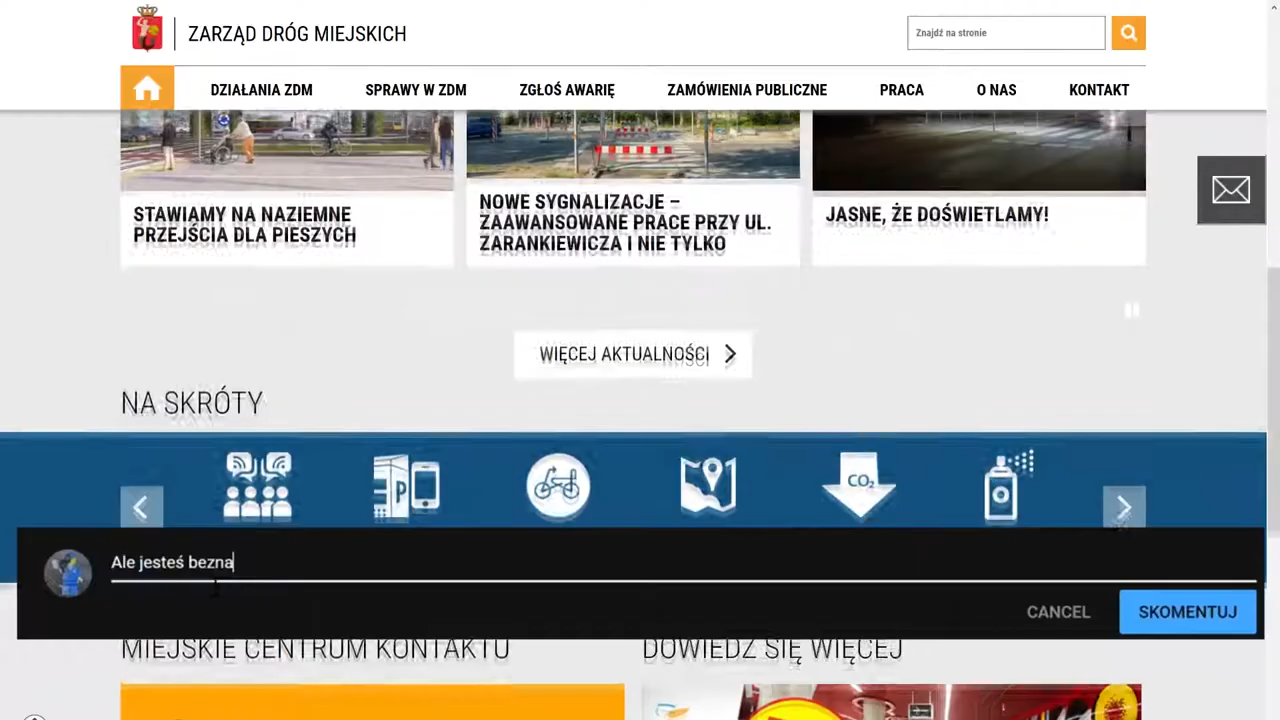 ZARZĄD DRÓG MIEJSKICH
Znajdź na stronie
DZIAŁANIA ZDM
SPRAWY W ZDM
ZGŁOŚ AWARIĘ
ZAMÓWIENIA PUBLICZNE
PRACA
O NAS
KONTAKT
STAWIAMY NA NAZIEMNE
PRZEJŚCIA DLA PIESZYCH
NOWE SYGNALIZACJE –
ZAAWANSOWANE PRACE PRZY UL.
ZARANKIEWICZA I NIE TYLKO
JASNE, ŻE DOŚWIETLAMY!
WIĘCEJ AKTUALNOŚCI
NA SKRÓTY
P
CO₂
Ale jesteś bezna
CANCEL
SKOMENTUJ
MIEJSKIE CENTRUM KONTAKTU
DOWIEDZ SIĘ WIĘCEJ